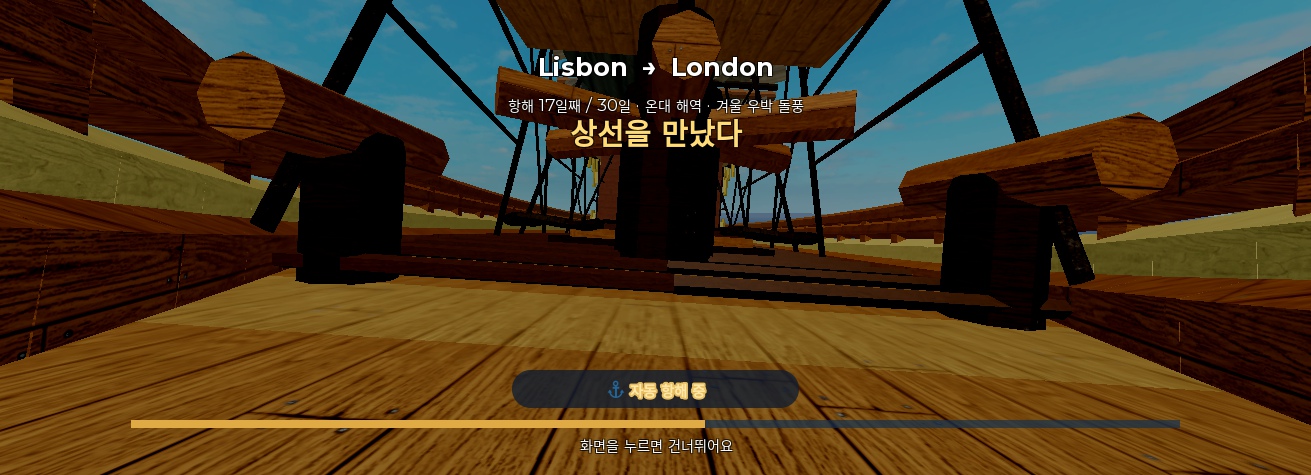 Lisbon → London
항해 17일째 / 30일 · 온대 해역 · 겨울 우박 돌풍
상선을 만났다
⚓ 자동 항해 중
화면을 누르면 건너뛰어요